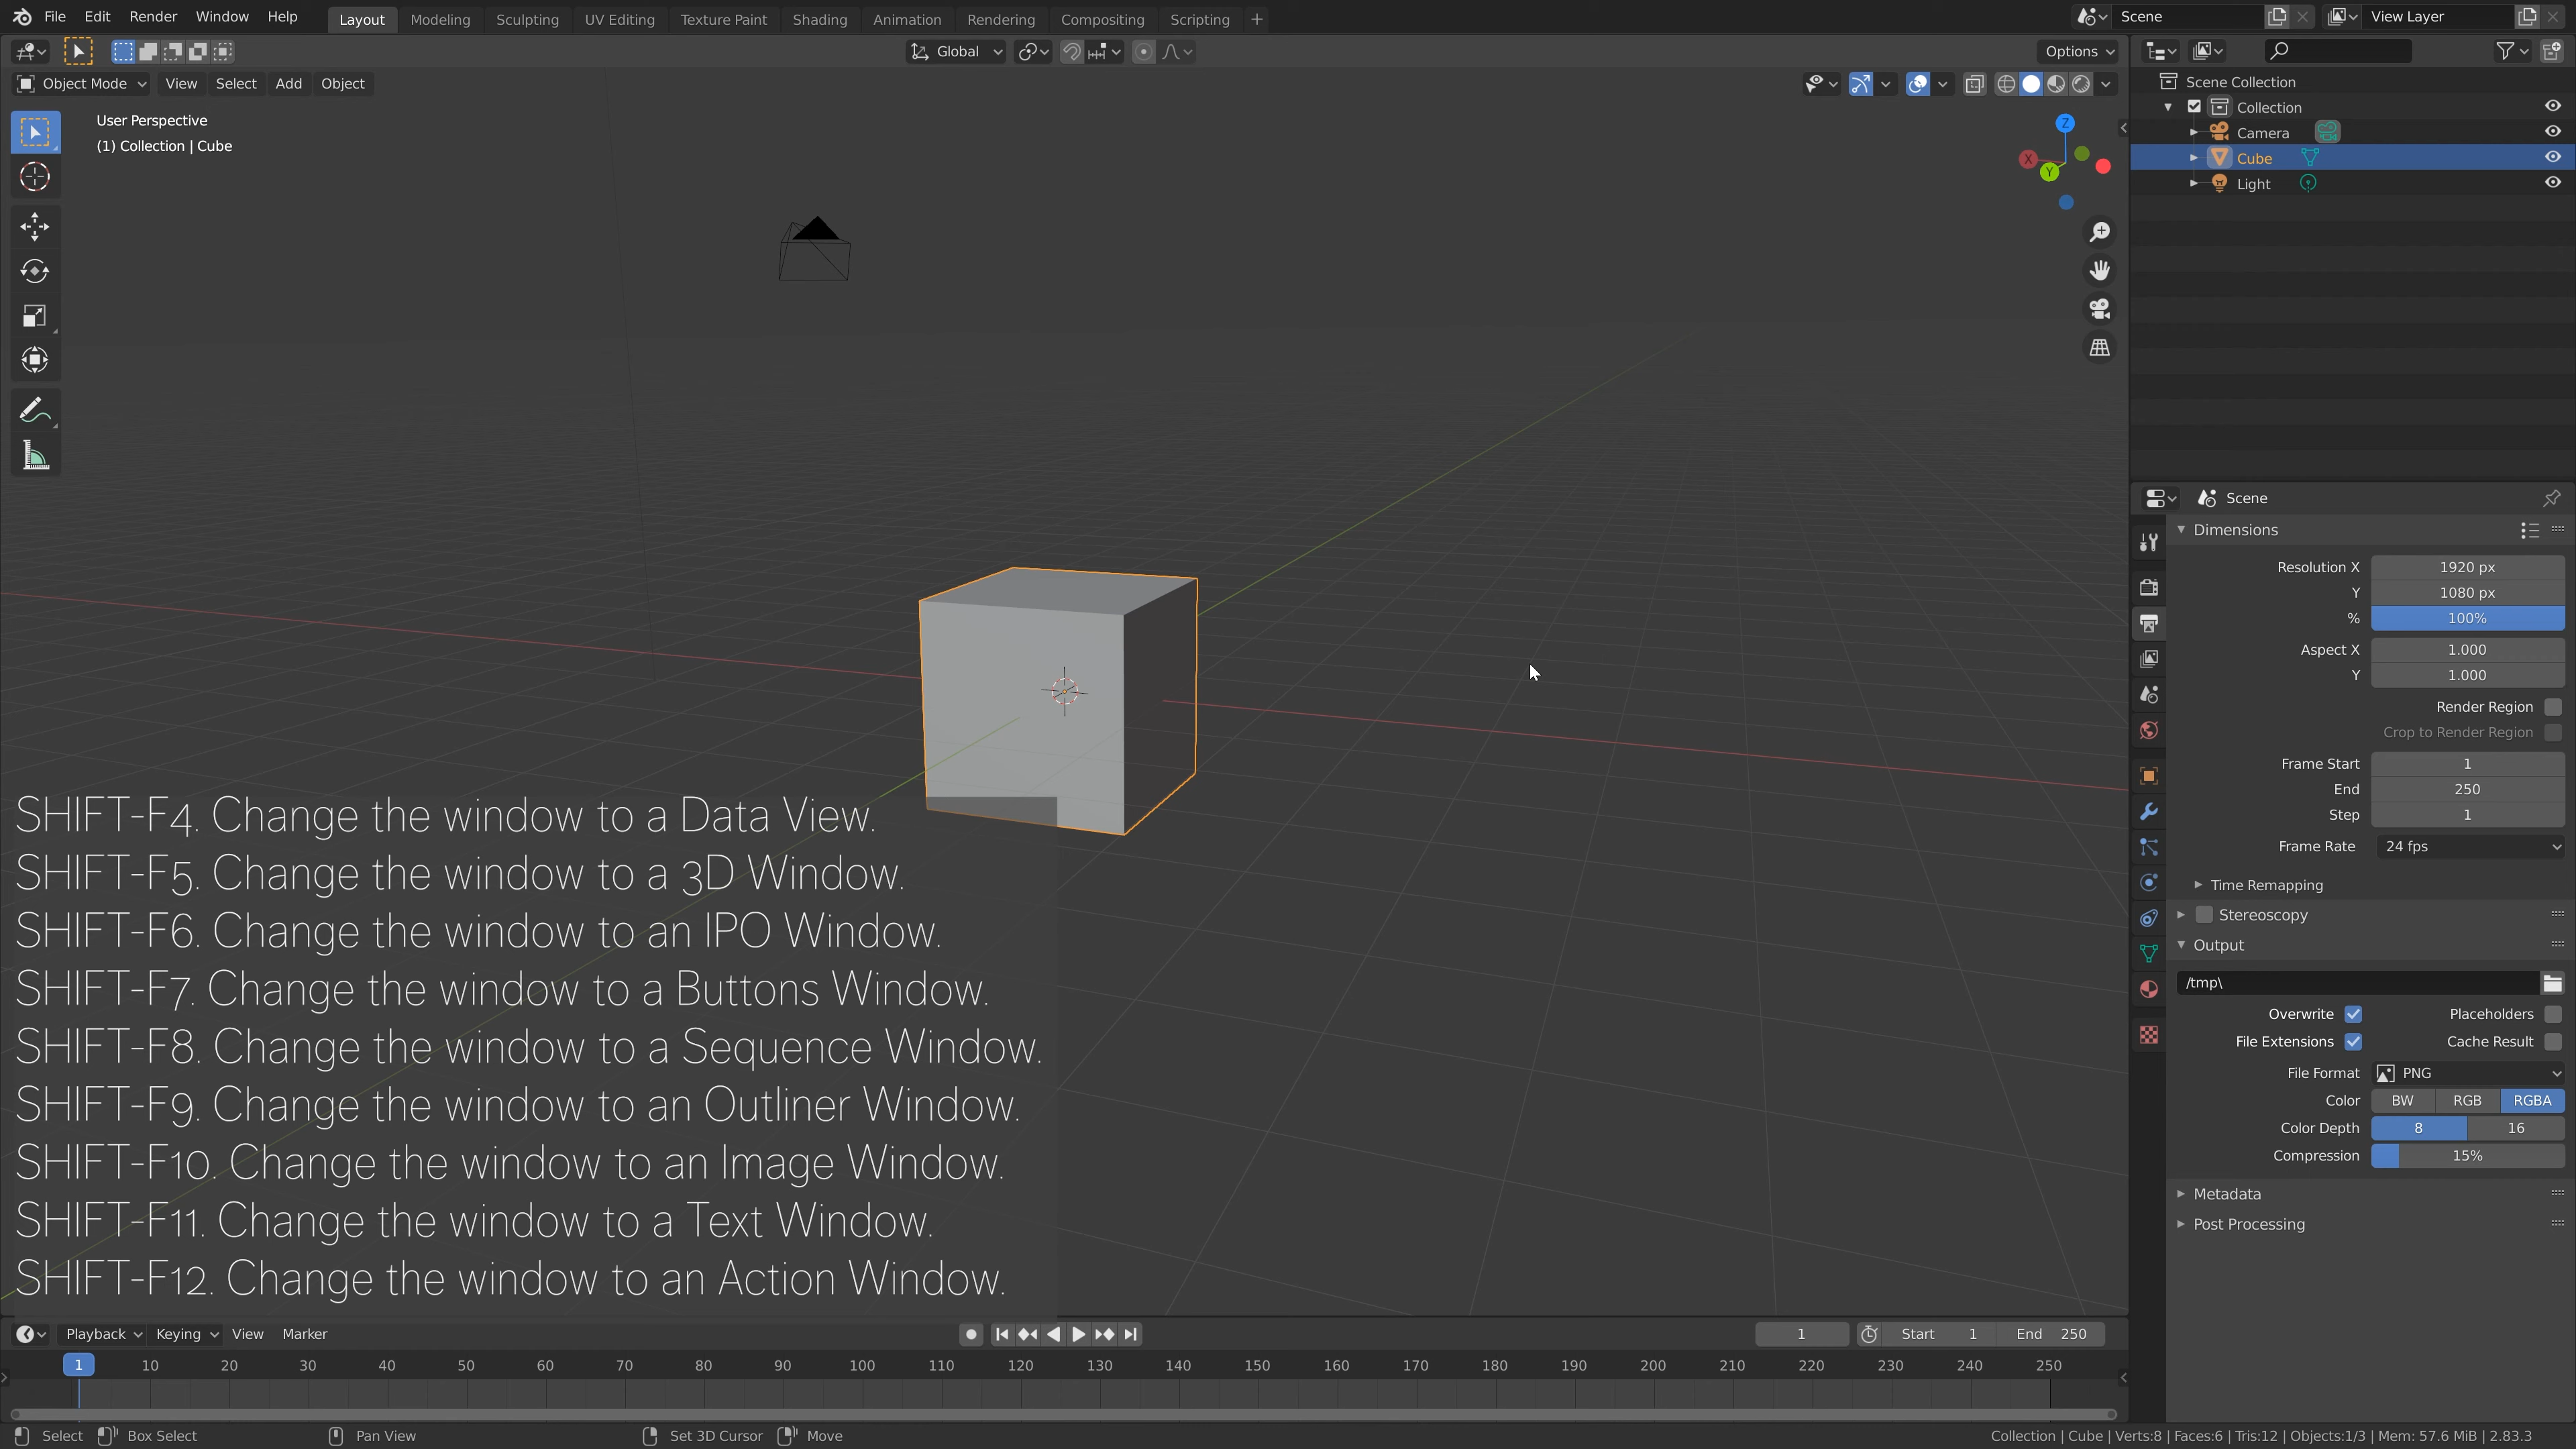 File Edit Render Window Help Layout Modeling Sculpting UV Editing Texture Paint Shading Animation Rendering Compositing Scripting + Scene View Layer
Global Options
Object Mode View Select Add Object
User Perspective
(1) Collection | Cube
Z
X
Y
Scene Collection
Collection
Camera
Cube
Light
Scene
Dimensions
Resolution X 1920 px
Y 1080 px
% 100%
Aspect X 1.000
Y 1.000
Render Region
Crop to Render Region
Frame Start 1
End 250
Step 1
Frame Rate 24 fps
Time Remapping
Stereoscopy
Output
/tmp\
Overwrite Placeholders
File Extensions Cache Result
File Format PNG
Color BW RGB RGBA
Color Depth 8 16
Compression 15%
Metadata
Post Processing
SHIFT-F4. Change the window to a Data View.
SHIFT-F5. Change the window to a 3D Window.
SHIFT-F6. Change the window to an IPO Window.
SHIFT-F7. Change the window to a Buttons Window.
SHIFT-F8. Change the window to a Sequence Window.
SHIFT-F9. Change the window to an Outliner Window.
SHIFT-F10. Change the window to an Image Window.
SHIFT-F11. Change the window to a Text Window.
SHIFT-F12. Change the window to an Action Window.
Playback Keying View Marker 1 Start 1 End 250
1 10 20 30 40 50 60 70 80 90 100 110 120 130 140 150 160 170 180 190 200 210 220 230 240 250
Select Box Select Pan View Set 3D Cursor Move Collection | Cube | Verts:8 | Faces:6 | Tris:12 | Objects:1/3 | Mem: 57.6 MiB | 2.83.3